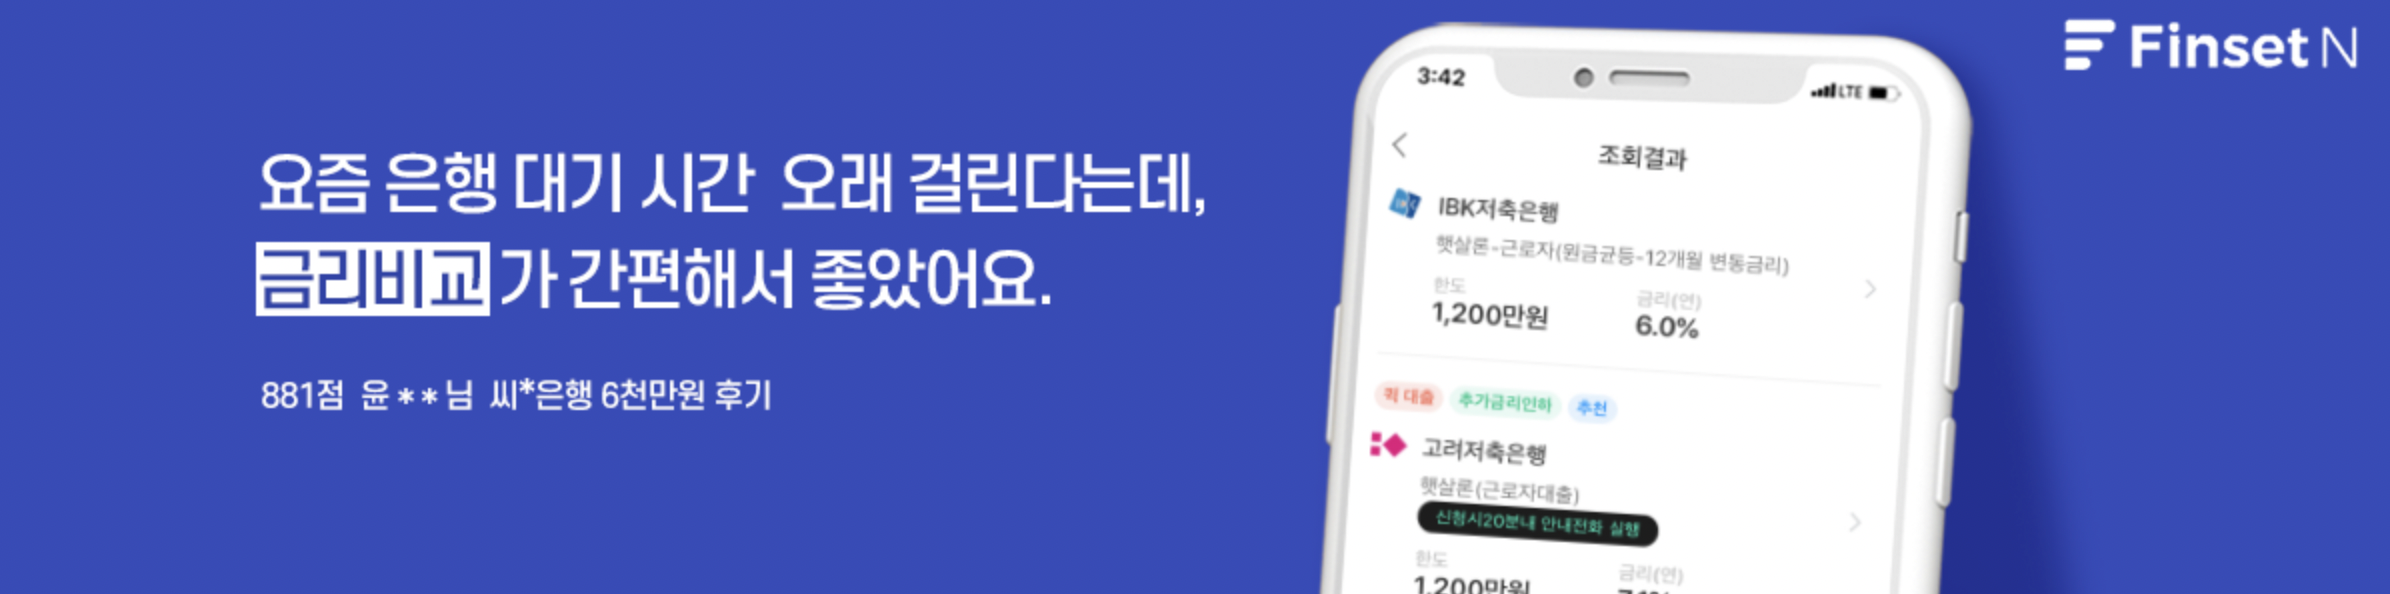 Finset N
요즘 은행 대기 시간 오래 걸린다는데,
금리비교가 간편해서 좋았어요.
881점 윤**님 씨*은행 6천만원 후기
3:42
LTE
조회결과
IBK저축은행
햇살론-근로자(원금균등-12개월 변동금리)
한도 금리(연)
1,200만원 6.0%
퀵 대출 추가금리인하 추천
고려저축은행
햇살론(근로자대출)
신청시20분내 안내전화 실행
한도 금리(연)
1,200만원